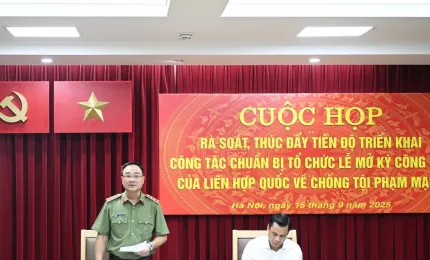 CUỘC HỌP
RÀ SOÁT, THÚC ĐẨY TIẾN ĐỘ TRIỂN KHAI
CÔNG TÁC CHUẨN BỊ TỔ CHỨC LỄ MỞ KÝ CÔNG
CỦA LIÊN HỢP QUỐC VỀ CHỐNG TỘI PHẠM MẠ
Hà Nội, ngày 15 tháng 9 năm 2025